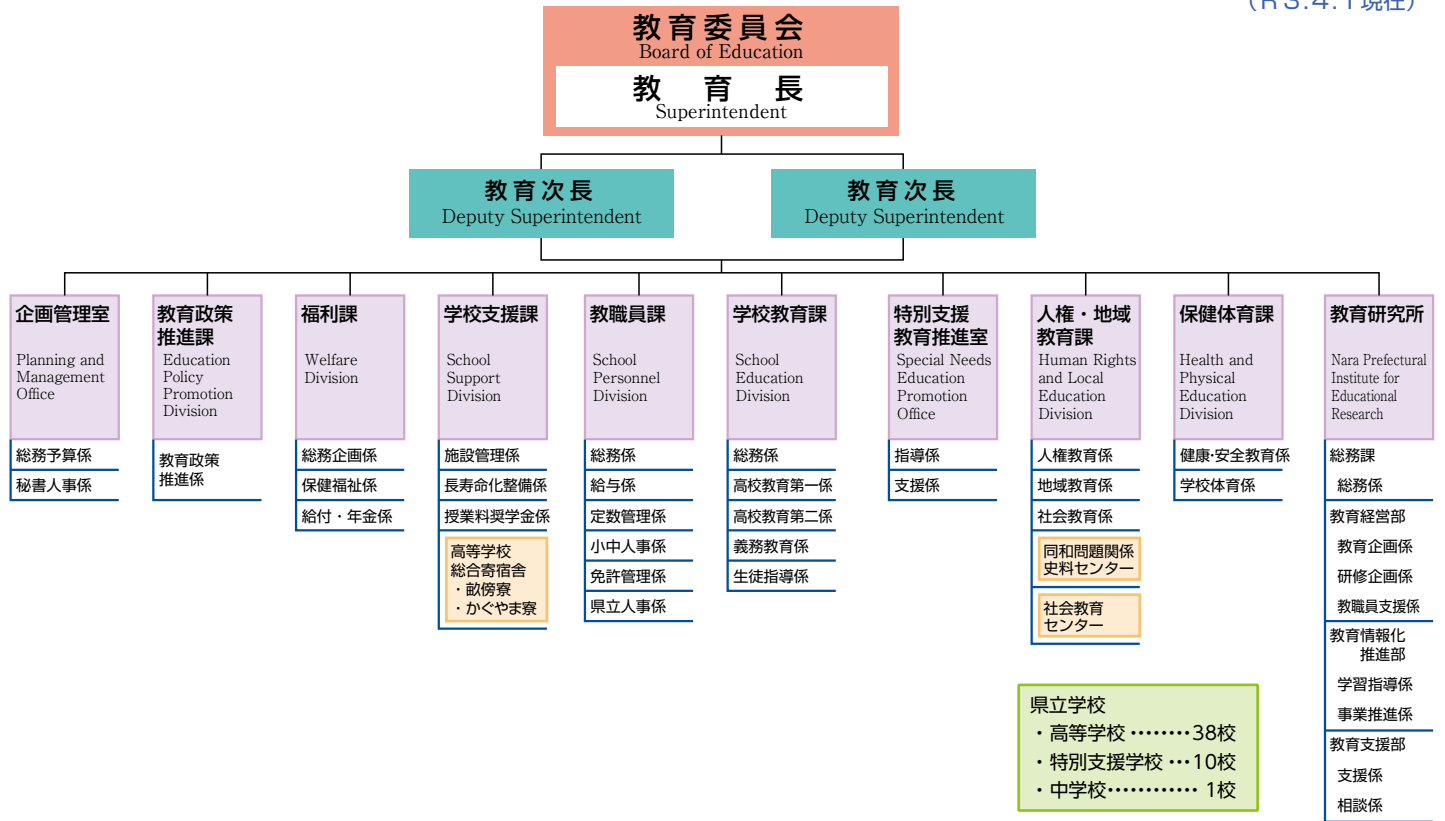 （R3.4.1現在）
教育委員会
Board of Education
教育長
Superintendent
教育次長
Deputy Superintendent
教育次長
Deputy Superintendent
企画管理室
Planning and
Management
Office
総務予算係
秘書人事係
教育政策
推進課
Education
Policy
Promotion
Division
教育政策
推進係
福利課
Welfare
Division
総務企画係
保健福祉係
給付・年金係
学校支援課
School
Support
Division
施設管理係
長寿命化整備係
授業料奨学金係
高等学校
総合寄宿舎
・畝傍寮
・かぐやま寮
教職員課
School
Personnel
Division
総務係
給与係
定数管理係
小中人事係
免許管理係
県立人事係
学校教育課
School
Education
Division
総務係
高校教育第一係
高校教育第二係
義務教育係
生徒指導係
特別支援
教育推進室
Special Needs
Education
Promotion
Office
指導係
支援係
人権・地域
教育課
Human Rights
and Local
Education
Division
人権教育係
地域教育係
社会教育係
同和問題関係
史料センター
社会教育
センター
保健体育課
Health and
Physical
Education
Division
健康・安全教育係
学校体育係
教育研究所
Nara Prefectural
Institute for
Educational
Research
総務課
総務係
教育経営部
教育企画係
研修企画係
教職員支援係
教育情報化
推進部
学習指導係
事業推進係
教育支援部
支援係
相談係
県立学校
・高等学校………38校
・特別支援学校…10校
・中学校………… 1校